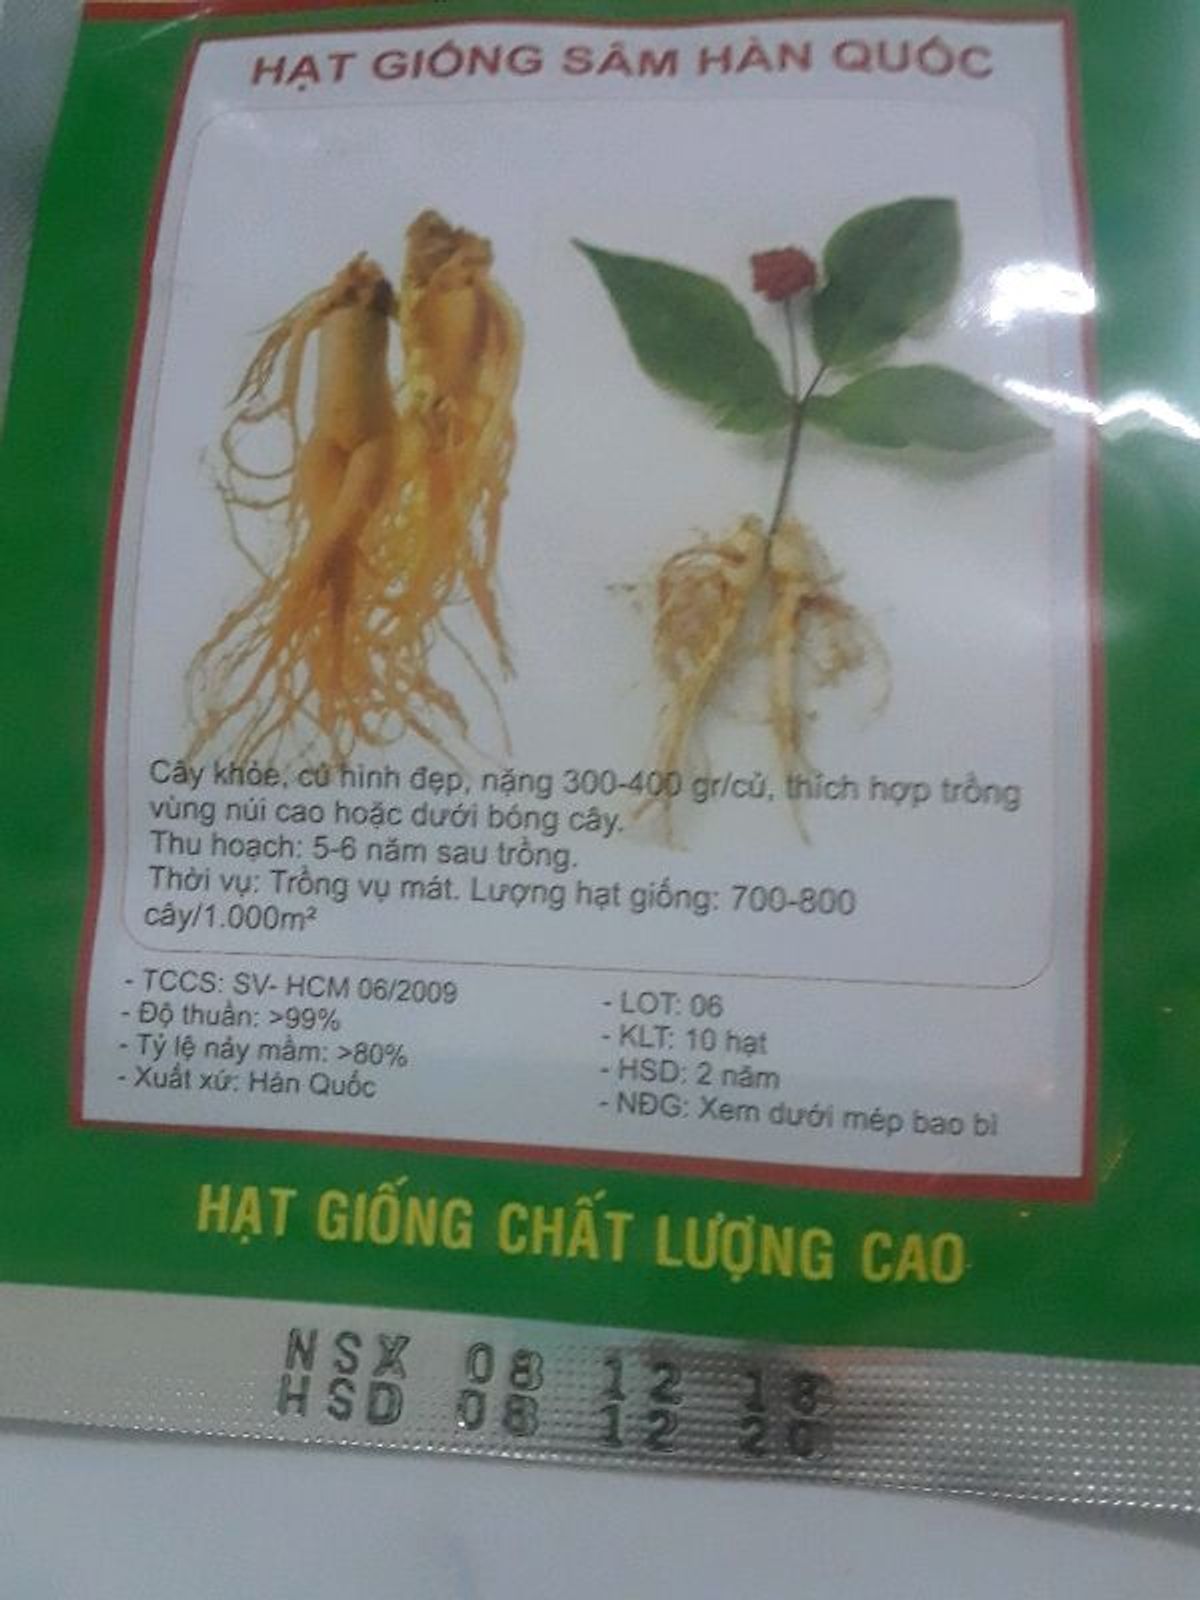 HẠT GIỐNG SÂM HÀN QUỐC
Cây khỏe, củ hình đẹp, nặng 300-400 gr/củ, thích hợp trồng
vùng núi cao hoặc dưới bóng cây.
Thu hoạch: 5-6 năm sau trồng.
Thời vụ: Trồng vụ mát. Lượng hạt giống: 700-800
cây/1.000m²
- TCCS: SV- HCM 06/2009
- Độ thuần: >99%
- Tỷ lệ nảy mầm: >80%
- Xuất xứ: Hàn Quốc
- LOT: 06
- KLT: 10 hạt
- HSD: 2 năm
- NĐG: Xem dưới mép bao bì
HẠT GIỐNG CHẤT LƯỢNG CAO
NSX 08 12 18
HSD 08 12 20